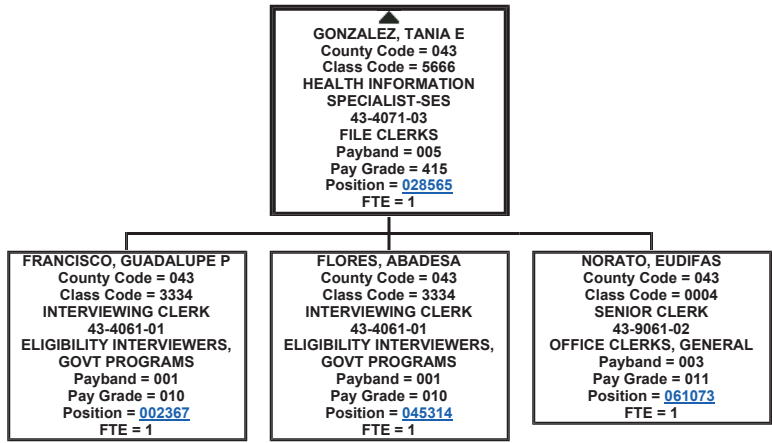 GONZALEZ, TANIA E
County Code = 043
Class Code = 5666
HEALTH INFORMATION
SPECIALIST-SES
43-4071-03
FILE CLERKS
Payband = 005
Pay Grade = 415
Position = 028565
FTE = 1
FRANCISCO, GUADALUPE P
County Code = 043
Class Code = 3334
INTERVIEWING CLERK
43-4061-01
ELIGIBILITY INTERVIEWERS,
GOVT PROGRAMS
Payband = 001
Pay Grade = 010
Position = 002367
FTE = 1
FLORES, ABADESA
County Code = 043
Class Code = 3334
INTERVIEWING CLERK
43-4061-01
ELIGIBILITY INTERVIEWERS,
GOVT PROGRAMS
Payband = 001
Pay Grade = 010
Position = 045314
FTE = 1
NORATO, EUDIFAS
County Code = 043
Class Code = 0004
SENIOR CLERK
43-9061-02
OFFICE CLERKS, GENERAL
Payband = 003
Pay Grade = 011
Position = 061073
FTE = 1